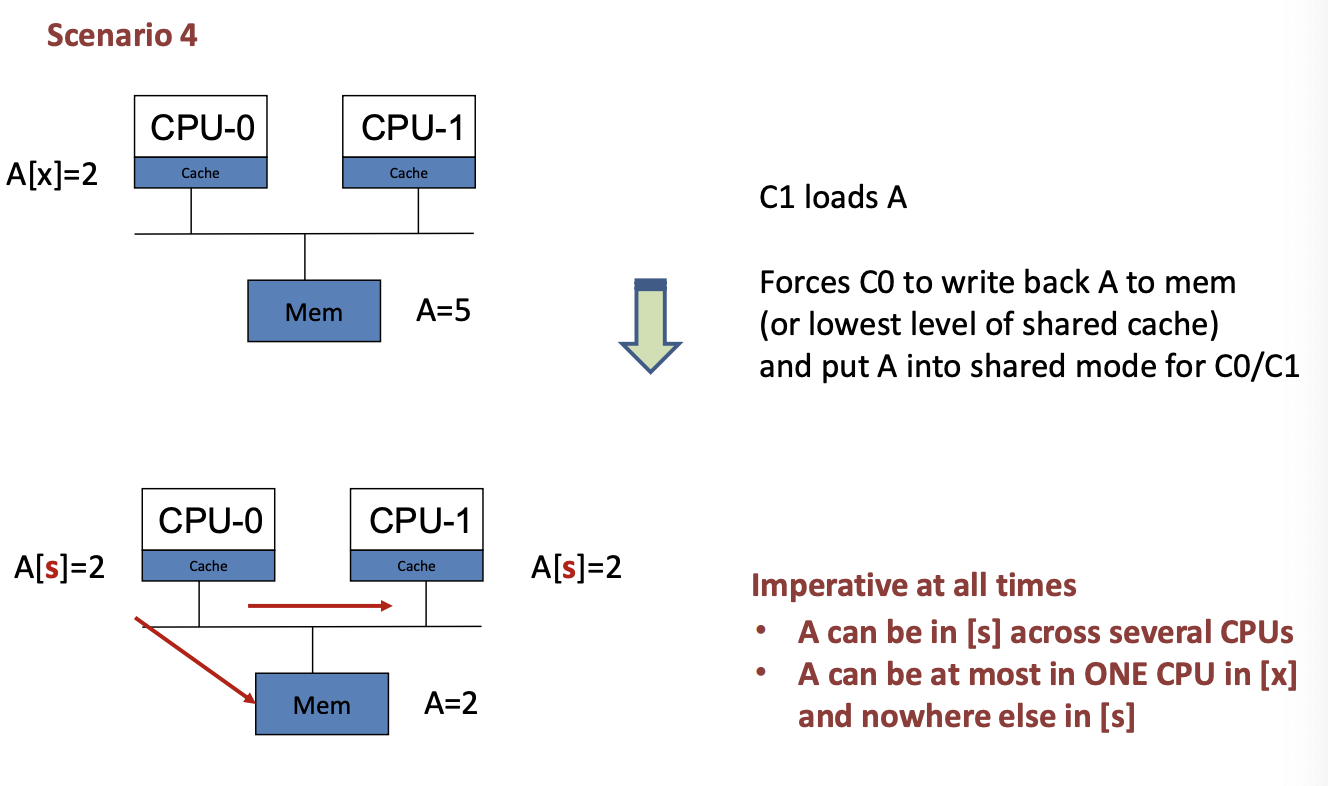 Scenario 4
CPU-0
CPU-1
A[x]=2
Cache
Cache
C1 loads A
Mem
A=5
Forces C0 to write back A to mem
(or lowest level of shared cache)
and put A into shared mode for C0/C1
CPU-0
CPU-1
A[s]=2
Cache
Cache
A[s]=2
Mem
A=2
Imperative at all times
• A can be in [s] across several CPUs
• A can be at most in ONE CPU in [x]
and nowhere else in [s]